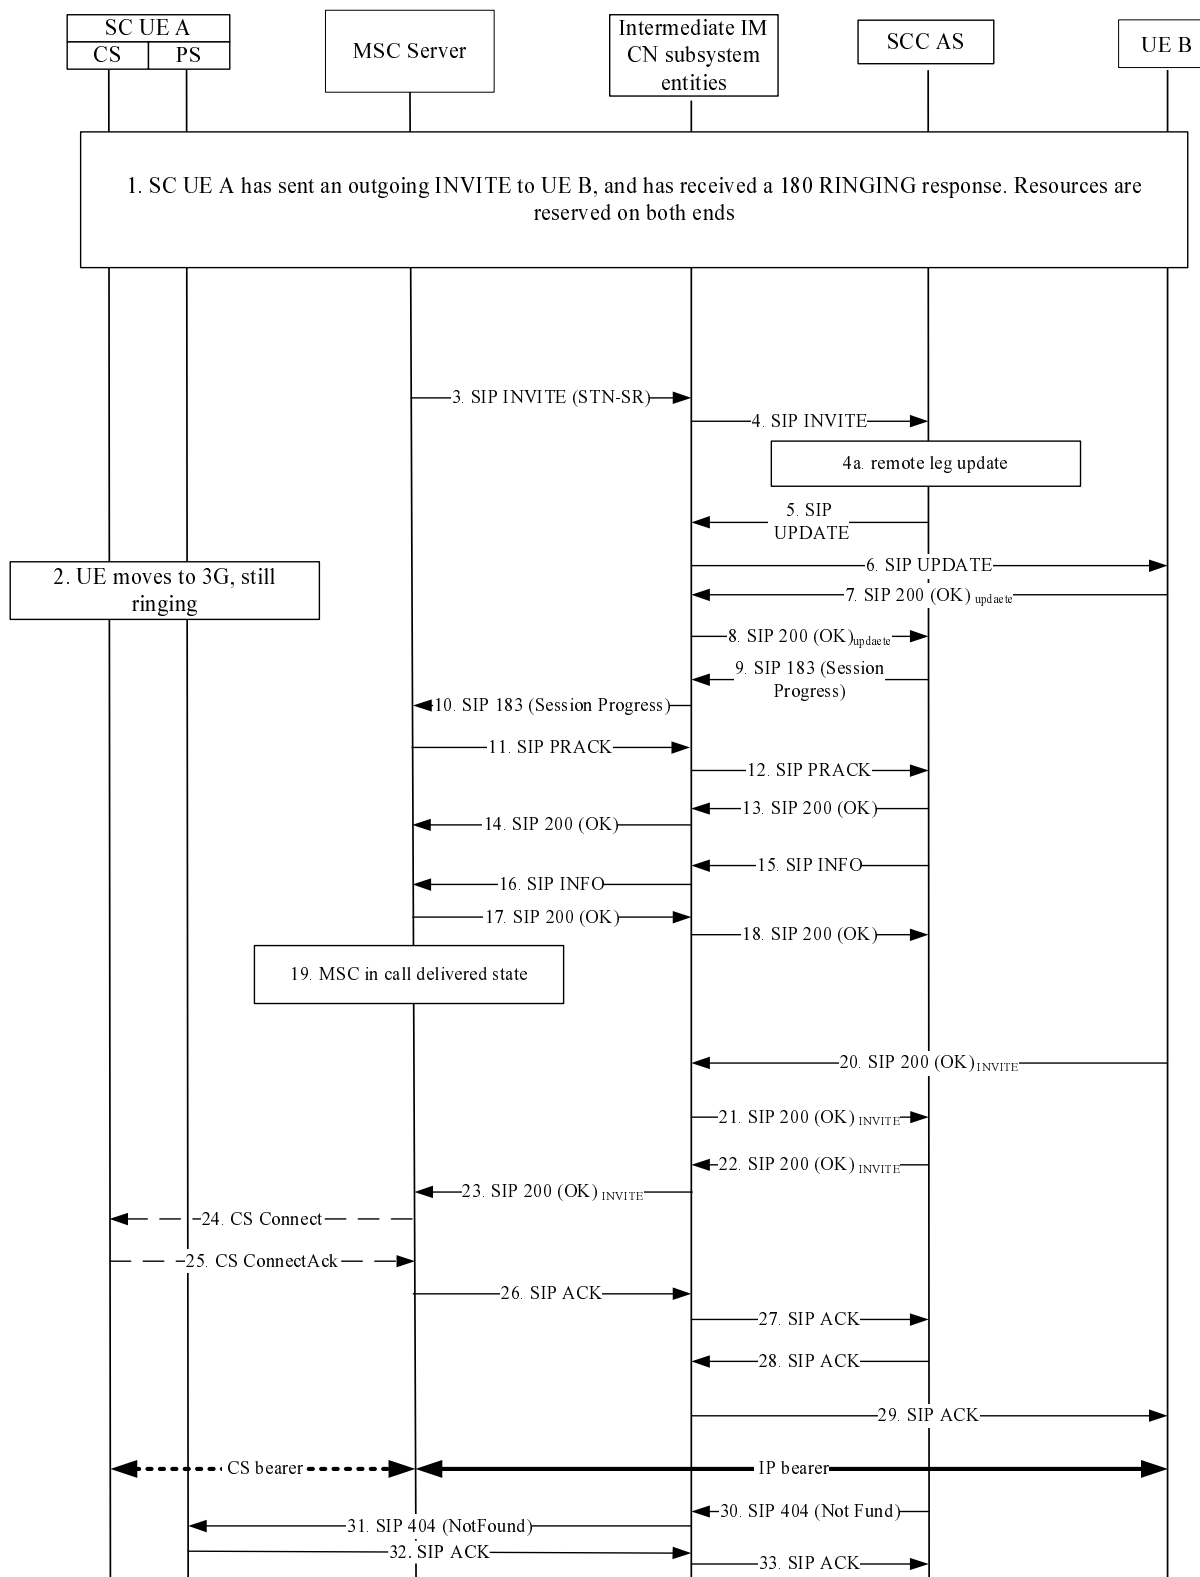 SC UE A
CS
PS
MSC Server
Intermediate IM
CN subsystem
entities
SCC AS
UE B
1. SC UE A has sent an outgoing INVITE to UE B, and has received a 180 RINGING response. Resources are
reserved on both ends
3. SIP INVITE (STN-SR)
4. SIP INVITE
4a. remote leg update
5. SIP
UPDATE
2. UE moves to 3G, still
ringing
6. SIP UPDATE
7. SIP 200 (OK) updaete
8. SIP 200 (OK)updaete
9. SIP 183 (Session
Progress)
10. SIP 183 (Session Progress)
11. SIP PRACK
12. SIP PRACK
13. SIP 200 (OK)
14. SIP 200 (OK)
15. SIP INFO
16. SIP INFO
17. SIP 200 (OK)
18. SIP 200 (OK)
19. MSC in call delivered state
20. SIP 200 (OK)INVITE
21. SIP 200 (OK) INVITE
22. SIP 200 (OK) INVITE
23. SIP 200 (OK) INVITE
24. CS Connect
25. CS ConnectAck
26. SIP ACK
27. SIP ACK
28. SIP ACK
29. SIP ACK
CS bearer
IP bearer
30. SIP 404 (Not Fund)
31. SIP 404 (NotFound)
32. SIP ACK
33. SIP ACK